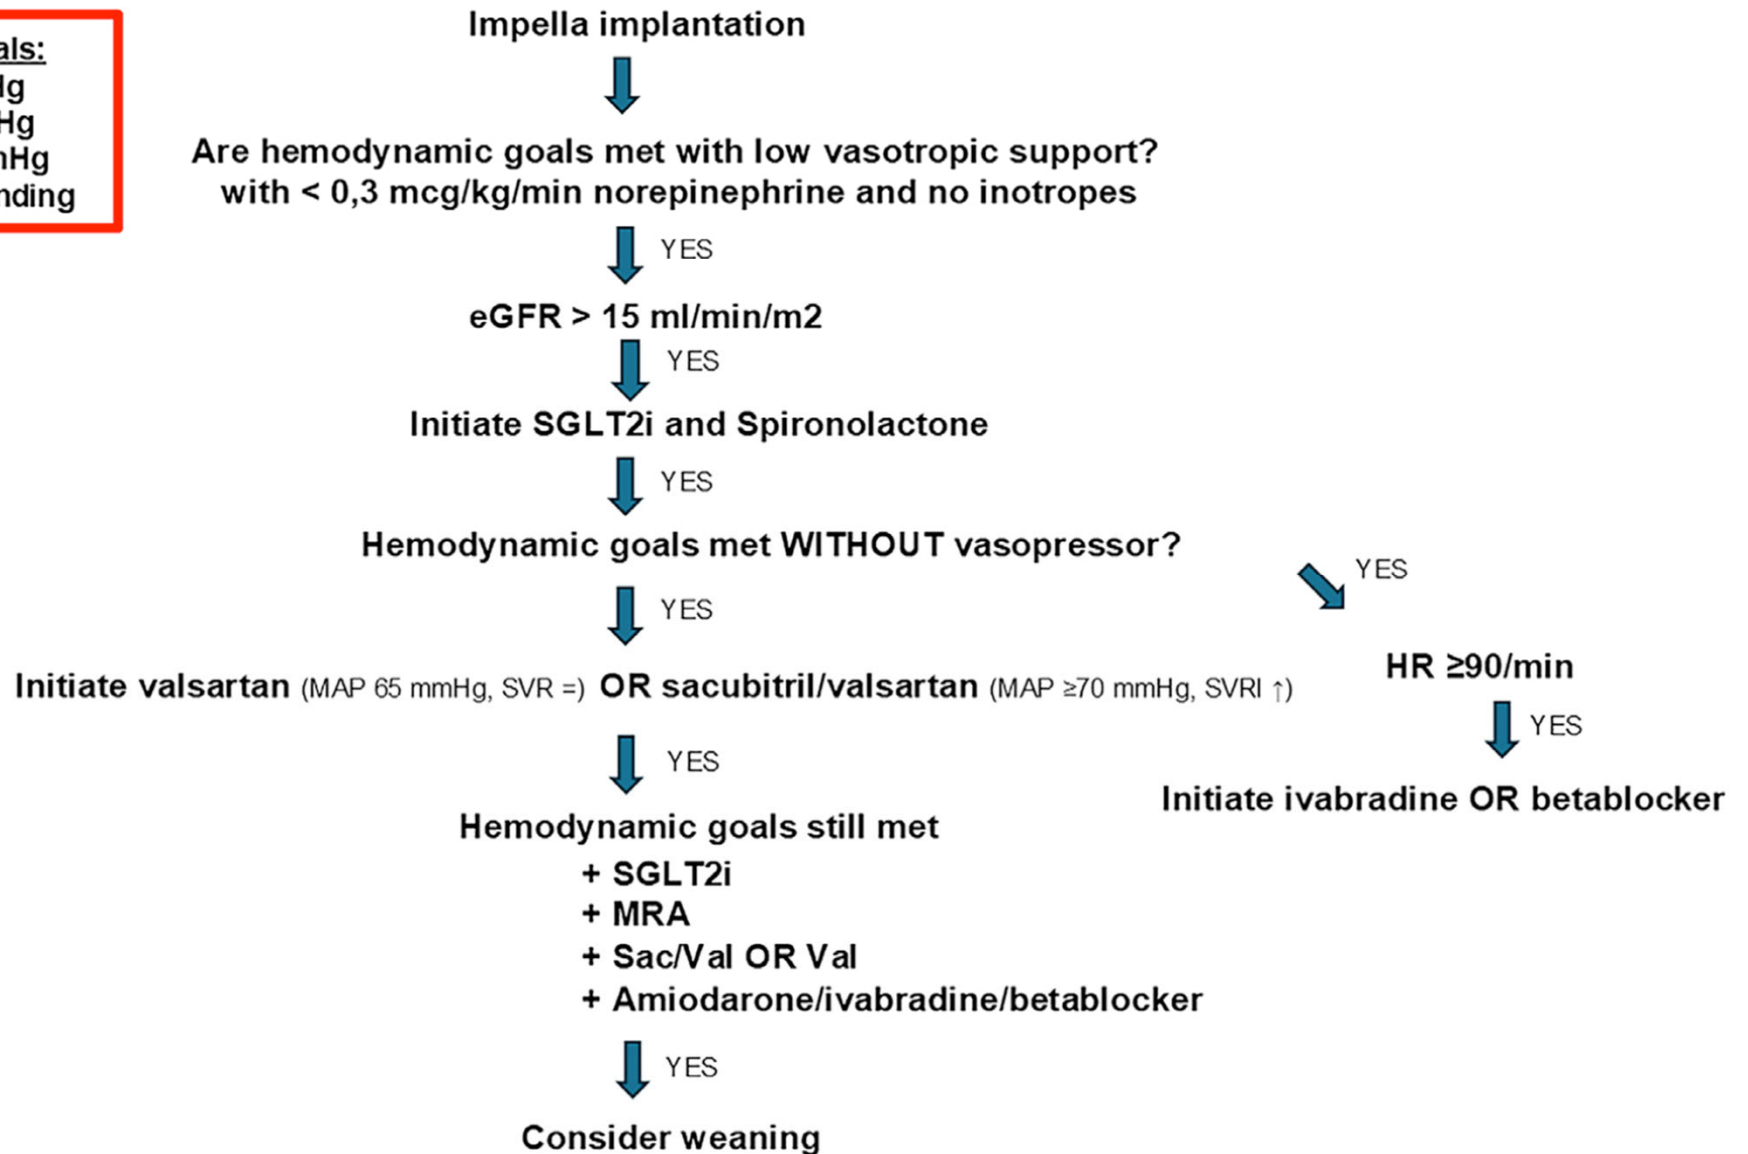 als:
Hg
Hg
nHg
nding
Impella implantation
Are hemodynamic goals met with low vasotropic support?
with < 0,3 mcg/kg/min norepinephrine and no inotropes
YES
eGFR > 15 ml/min/m2
YES
Initiate SGLT2i and Spironolactone
YES
Hemodynamic goals met WITHOUT vasopressor?
YES
YES
Initiate valsartan (MAP 65 mmHg, SVR =) OR sacubitril/valsartan (MAP ≥70 mmHg, SVRI ↑)
HR ≥90/min
YES
YES
Initiate ivabradine OR betablocker
Hemodynamic goals still met
+ SGLT2i
+ MRA
+ Sac/Val OR Val
+ Amiodarone/ivabradine/betablocker
YES
Consider weaning